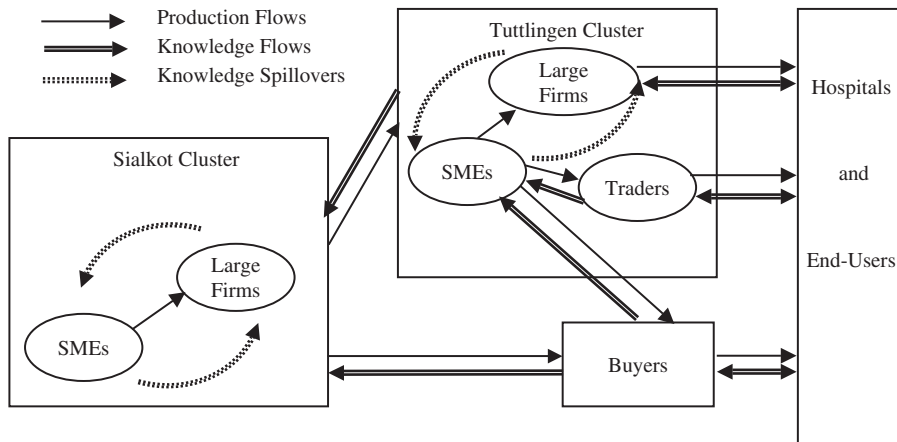 Production Flows
Knowledge Flows
Knowledge Spillovers
Tuttlingen Cluster
Large
Firms
SMEs
Traders
Hospitals
and
End-Users
Sialkot Cluster
Large
Firms
SMEs
Buyers